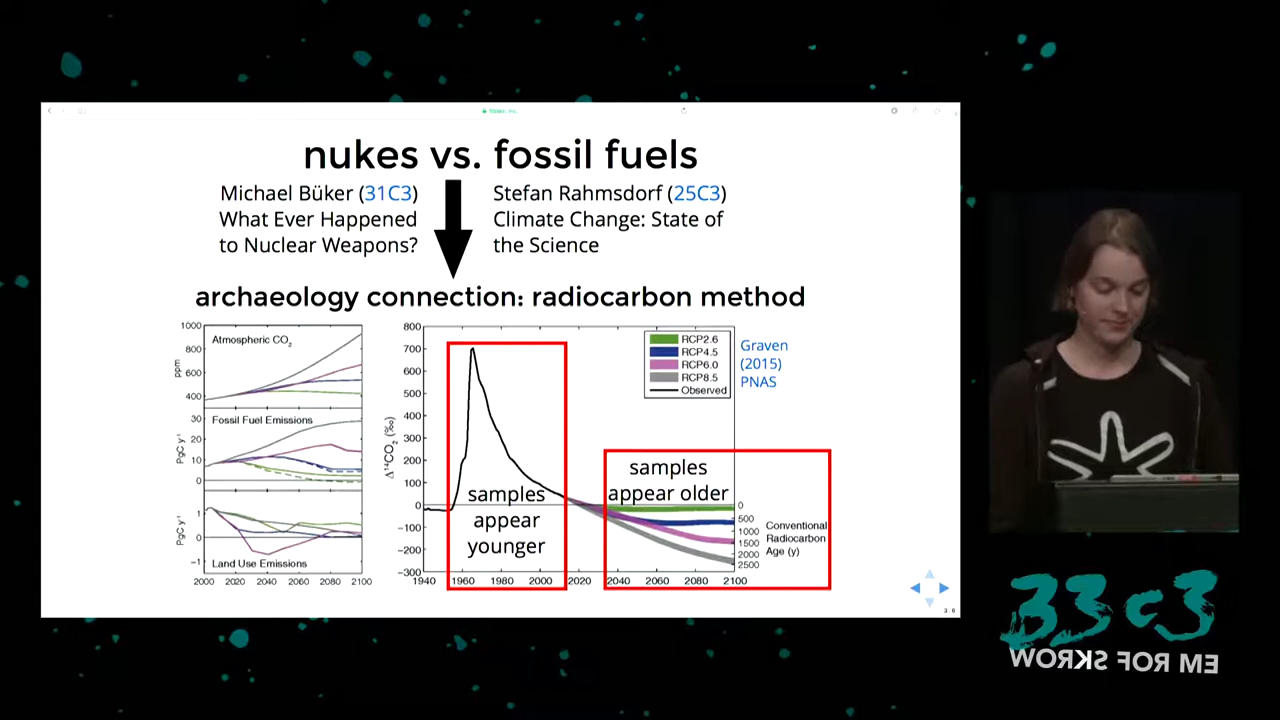 nukes vs. fossil fuels
Michael Büker (31C3)
What Ever Happened
to Nuclear Weapons?
Stefan Rahmsdorf (25C3)
Climate Change: State of
the Science
archaeology connection: radiocarbon method
1000
800
600
400
ppm
Atmospheric CO2
30
20
10
0
PgC y-1
Fossil Fuel Emissions
1
0
−1
PgC y-1
Land Use Emissions
2000 2020 2040 2060 2080 2100
800
700
600
500
400
300
200
100
0
−100
−200
−300
Δ14CO2 (‰)
1940 1960 1980 2000 2020 2040 2060 2080 2100
RCP2.6
RCP4.5
RCP6.0
RCP8.5
Observed
Graven
(2015)
PNAS
samples
appear
younger
samples
appear older
0
500
1000
1500
2000
2500
Conventional
Radiocarbon
Age (y)
3.6
33c3
WORKS FOR ME